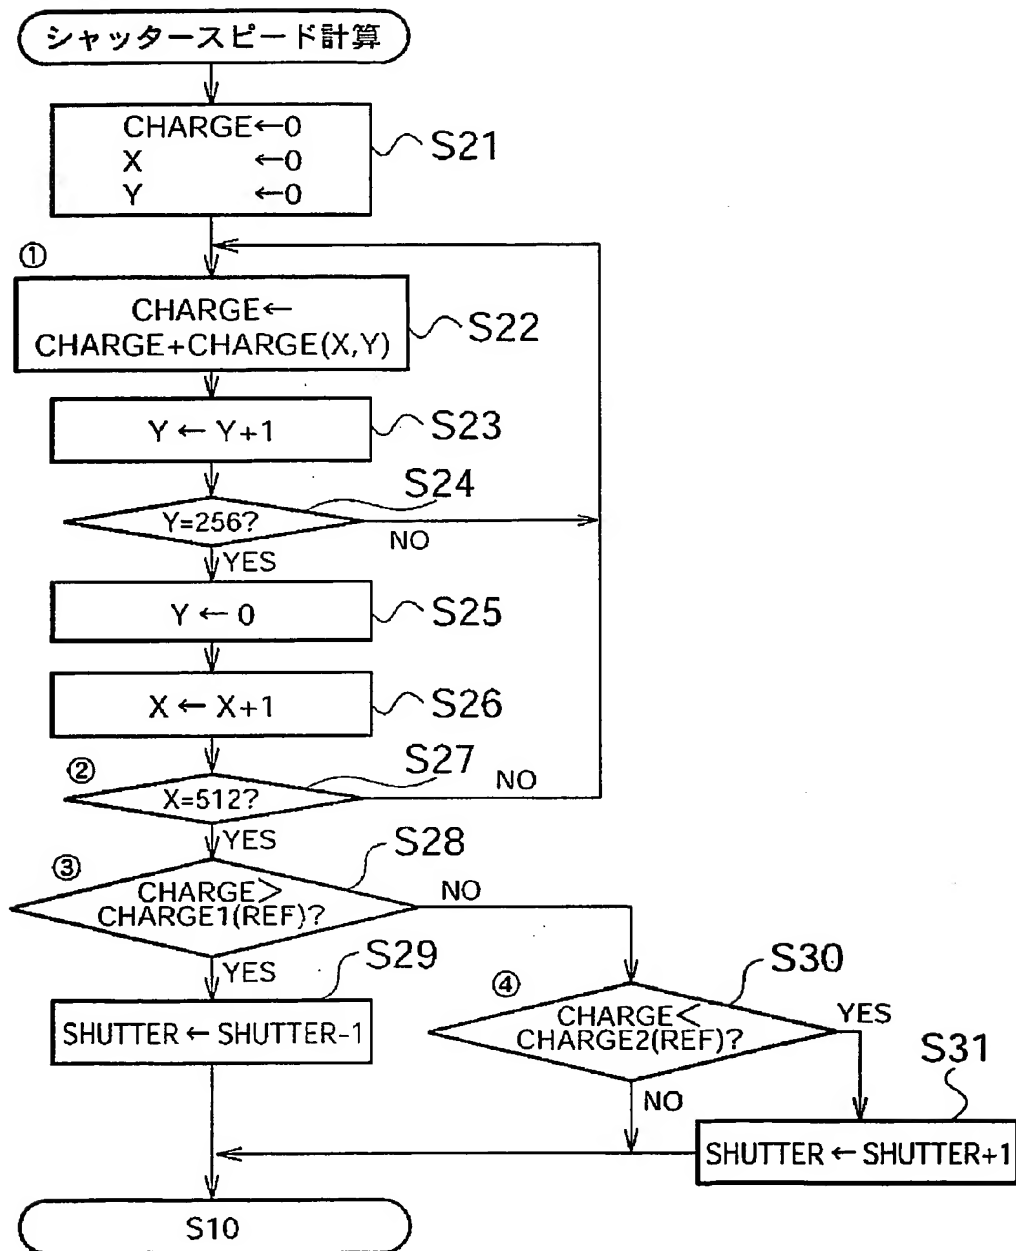 シャッタースピード計算
CHARGE←0
X ←0
Y ←0
S21
①
CHARGE←
CHARGE+CHARGE(X,Y)
S22
Y ← Y+1
S23
S24
Y=256?
NO
YES
Y ← 0
S25
X ← X+1
S26
S27
②
X=512?
NO
YES
S28
③
CHARGE>
CHARGE1(REF)?
NO
YES
S29
SHUTTER ← SHUTTER-1
S30
④
CHARGE<
CHARGE2(REF)?
YES
NO
S31
SHUTTER ← SHUTTER+1
S10